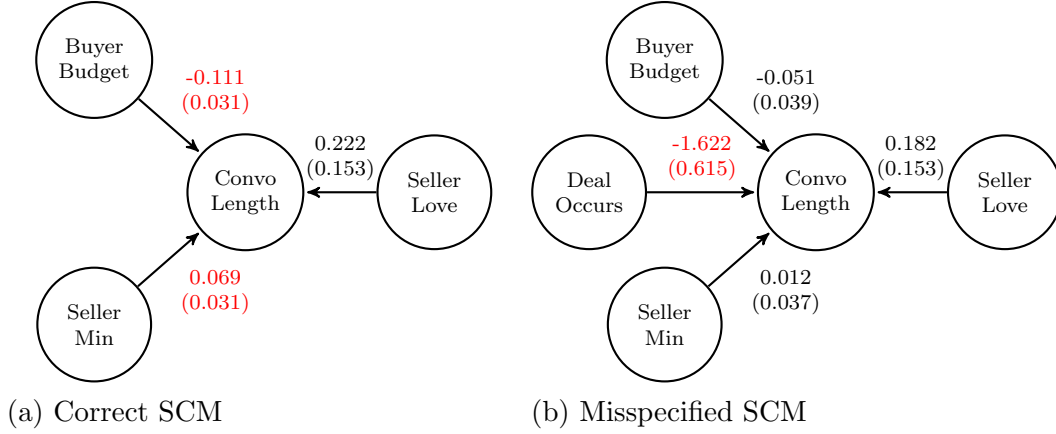 Buyer
Budget
-0.111
(0.031)
Convo
Length
0.222
(0.153)
Seller
Love
0.069
(0.031)
Seller
Min
(a) Correct SCM
Buyer
Budget
-0.051
(0.039)
Deal
Occurs
-1.622
(0.615)
Convo
Length
0.182
(0.153)
Seller
Love
0.012
(0.037)
Seller
Min
(b) Misspecified SCM